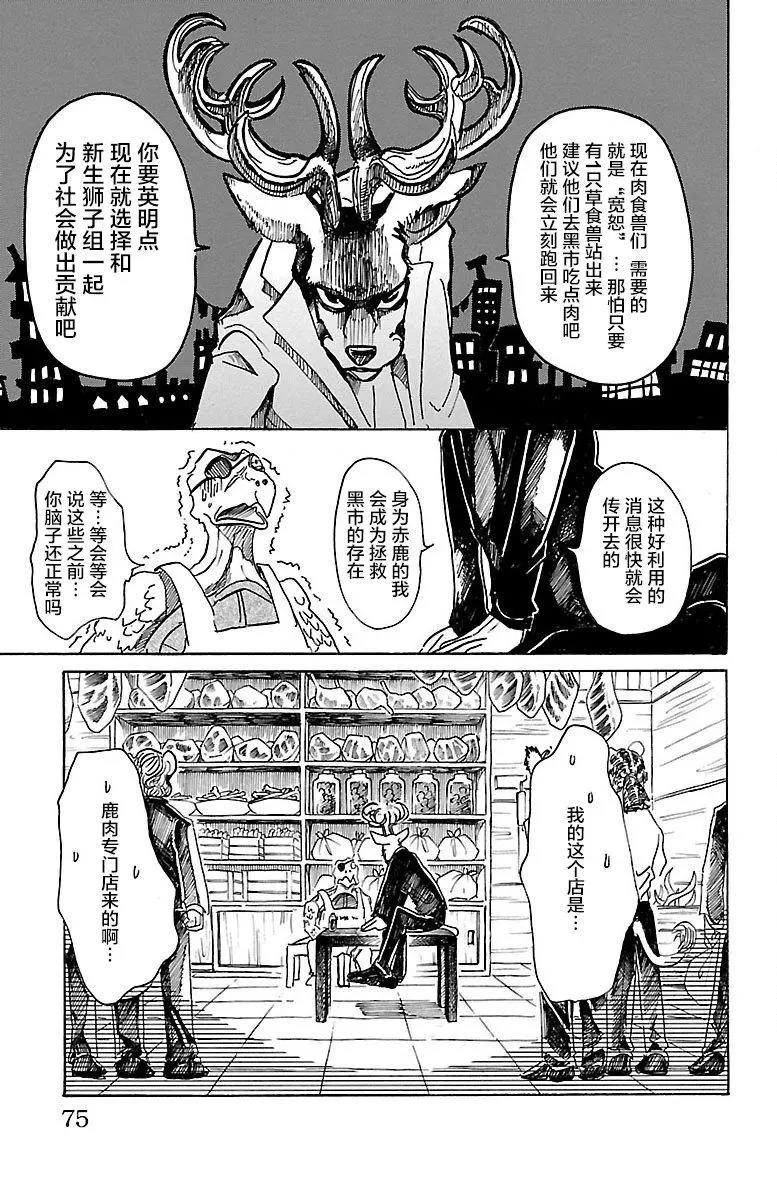 现在肉食兽们 需要的
就是“宽恕”… 那怕只要
有1只草食兽站出来
建议他们去黑市吃点肉吧
他们就会立刻跑回来
你要英明点
现在就选择和
新生狮子组一起
为了社会做出贡献吧
这种好利用的
消息很快就会
传开去的
身为赤鹿的我
会成为拯救
黑市的存在
等…等会等会
说这些之前…
你脑子还正常吗
我的这个店是…
鹿肉专门店来的啊…
75